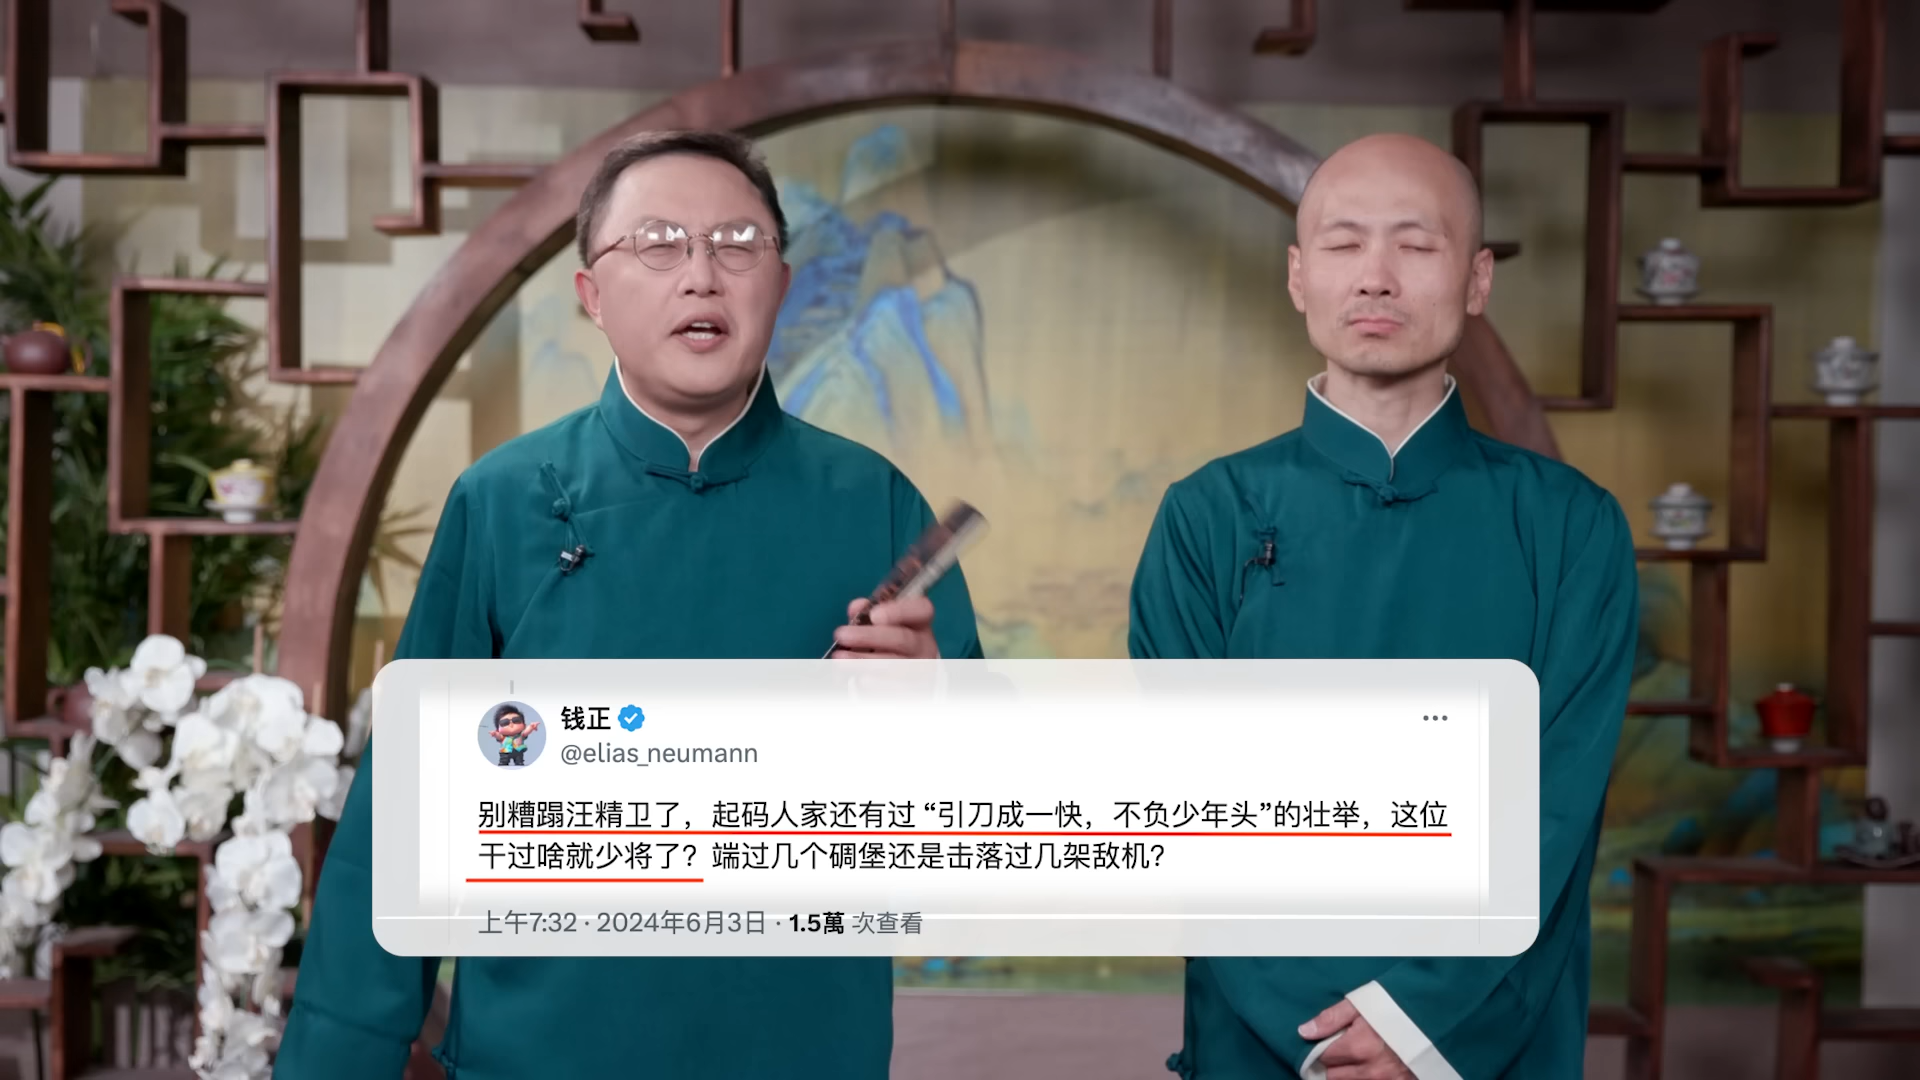 钱正
@elias_neumann
别糟蹋汪精卫了，起码人家还有过“引刀成一快，不负少年头”的壮举，这位
干过啥就少将了？端过几个碉堡还是击落过几架敌机？
上午7:32 · 2024年6月3日 · 1.5萬 次查看